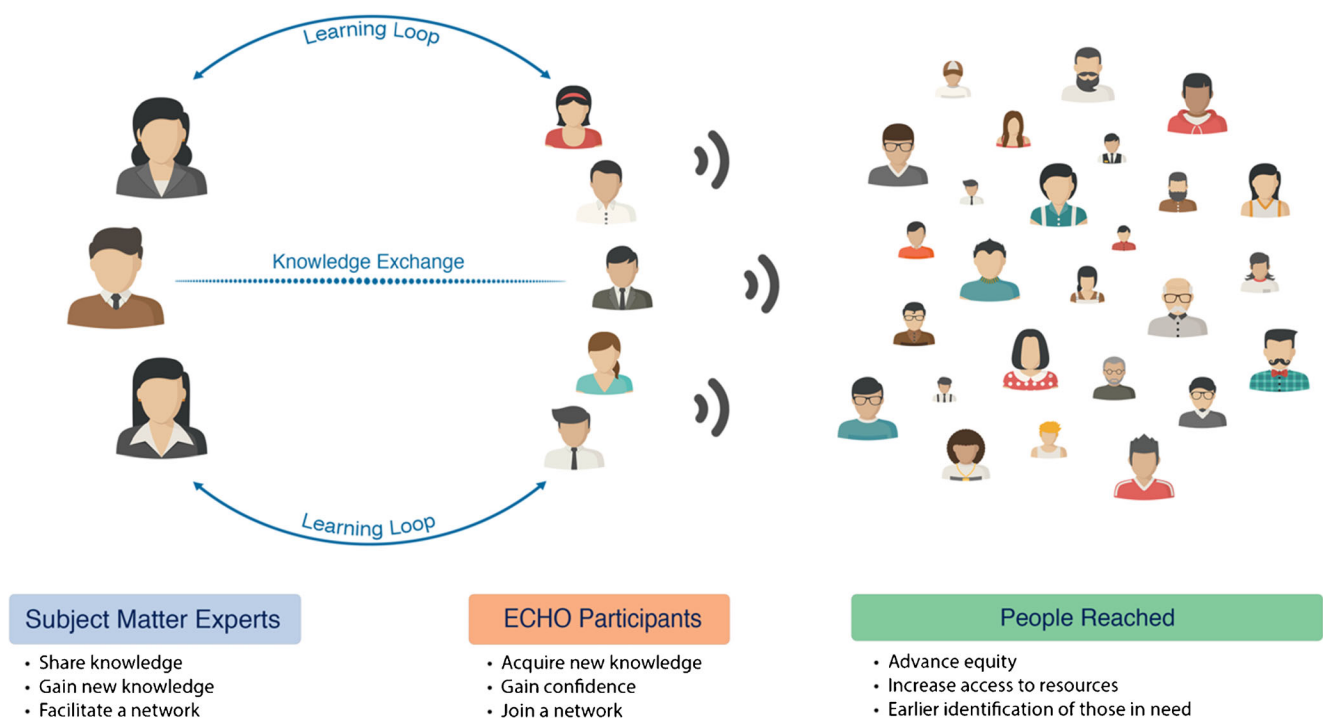 Learning Loop
Knowledge Exchange
Learning Loop
Subject Matter Experts
• Share knowledge
• Gain new knowledge
• Facilitate a network
ECHO Participants
• Acquire new knowledge
• Gain confidence
• Join a network
People Reached
• Advance equity
• Increase access to resources
• Earlier identification of those in need